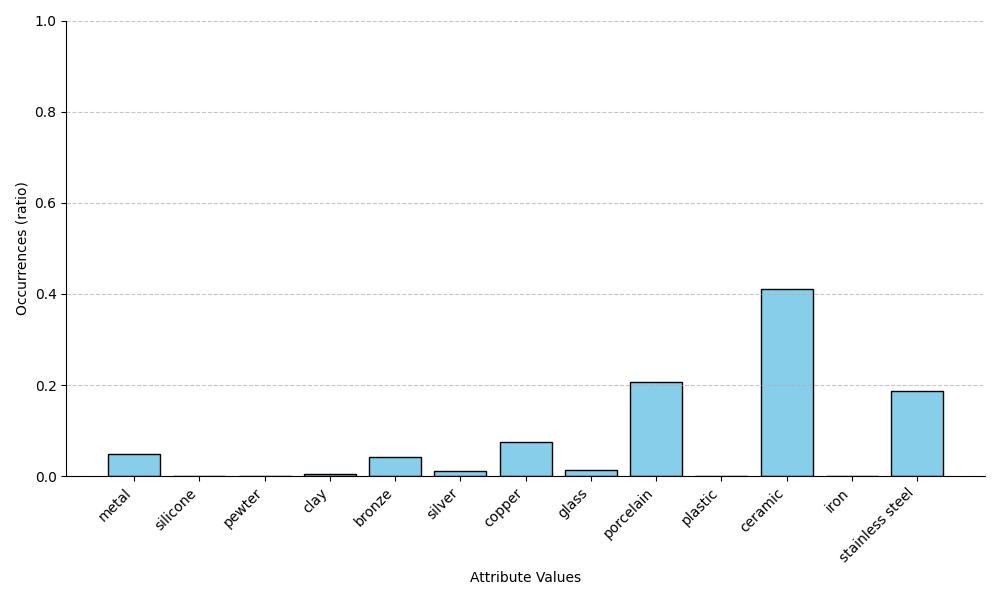 1.0
0.8
0.6
0.4
0.2
0.0
Occurrences (ratio)
metal
silicone
pewter
clay
bronze
silver
copper
glass
porcelain
plastic
ceramic
iron
stainless steel
Attribute Values